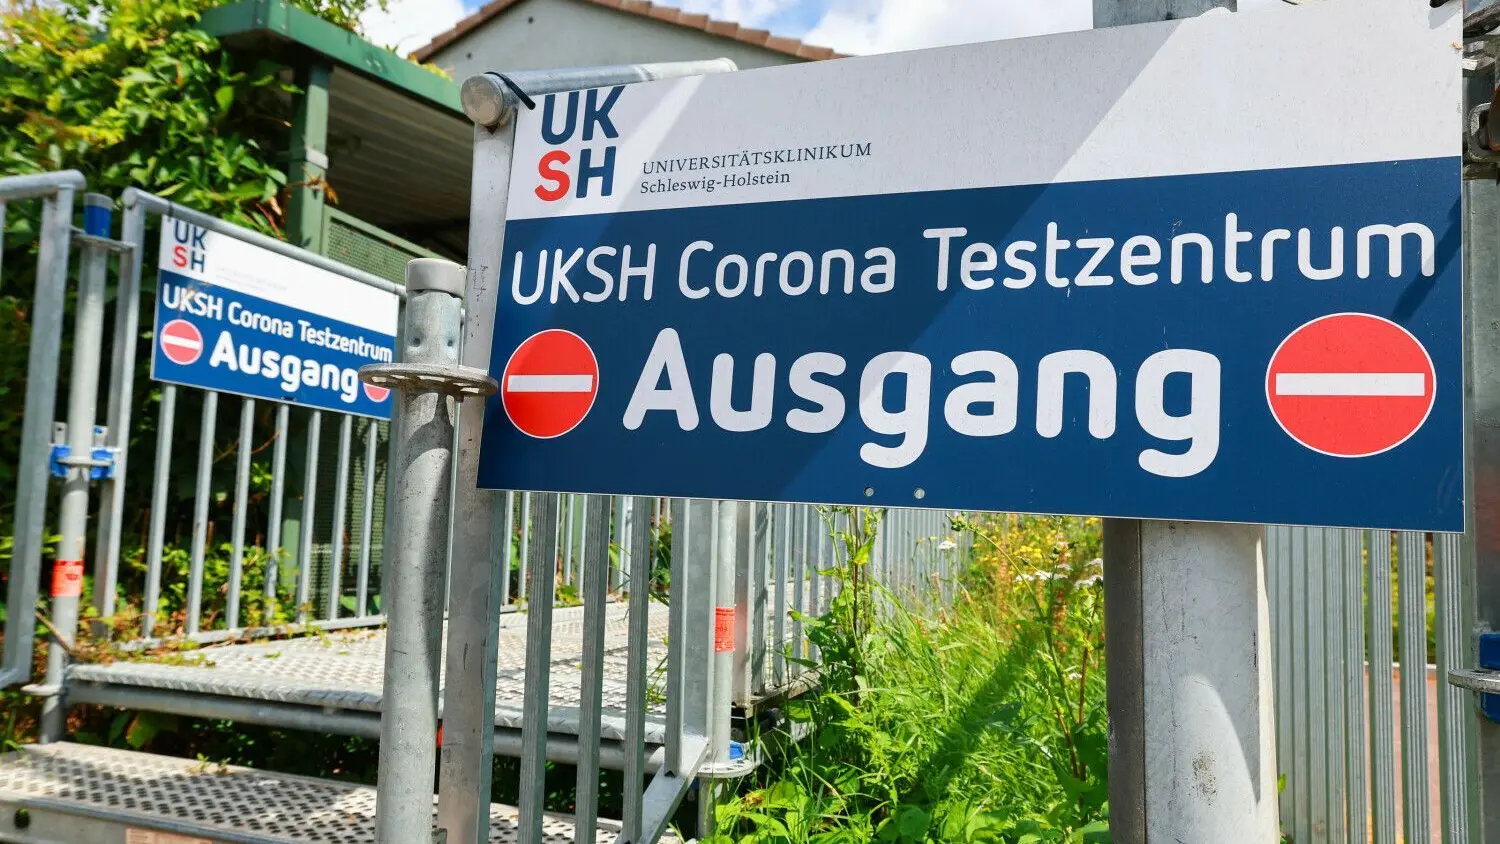 UK
SH
UNIVERSITÄTSKLINIKUM
Schleswig-Holstein
UKSH Corona Testzentrum
Ausgang
UK
SH
UKSH Corona Testzentrum
Ausgang